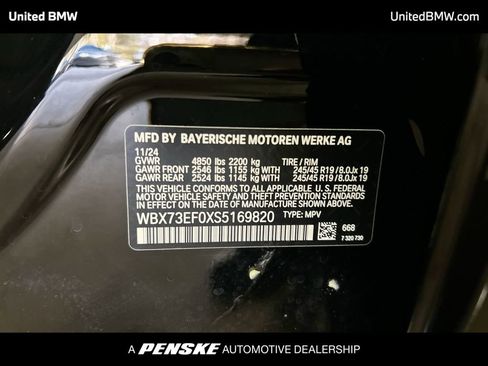 United BMW
UnitedBMW.com
MFD BY BAYERISCHE MOTOREN WERKE AG
11/24
GVWR 4850 lbs 2200 kg TIRE / RIM
GAWR FRONT 2546 lbs 1155 kg 245/45 R19 / 8.0Jx 19
GAWR REAR 2524 lbs 1145 kg 245/45 R19 / 8.0Jx 19
THIS VEHICLE CONFORMS TO ALL APPLICABLE U.S. FEDERAL
MOTOR VEHICLE SAFETY, BUMPER, AND THEFT PREVENTION STANDARDS
IN EFFECT ON THE DATE OF MANUFACTURE SHOWN ABOVE.
WBX73EF0XS5169820 TYPE: MPV
668
7 320 730
A PENSKE AUTOMOTIVE DEALERSHIP